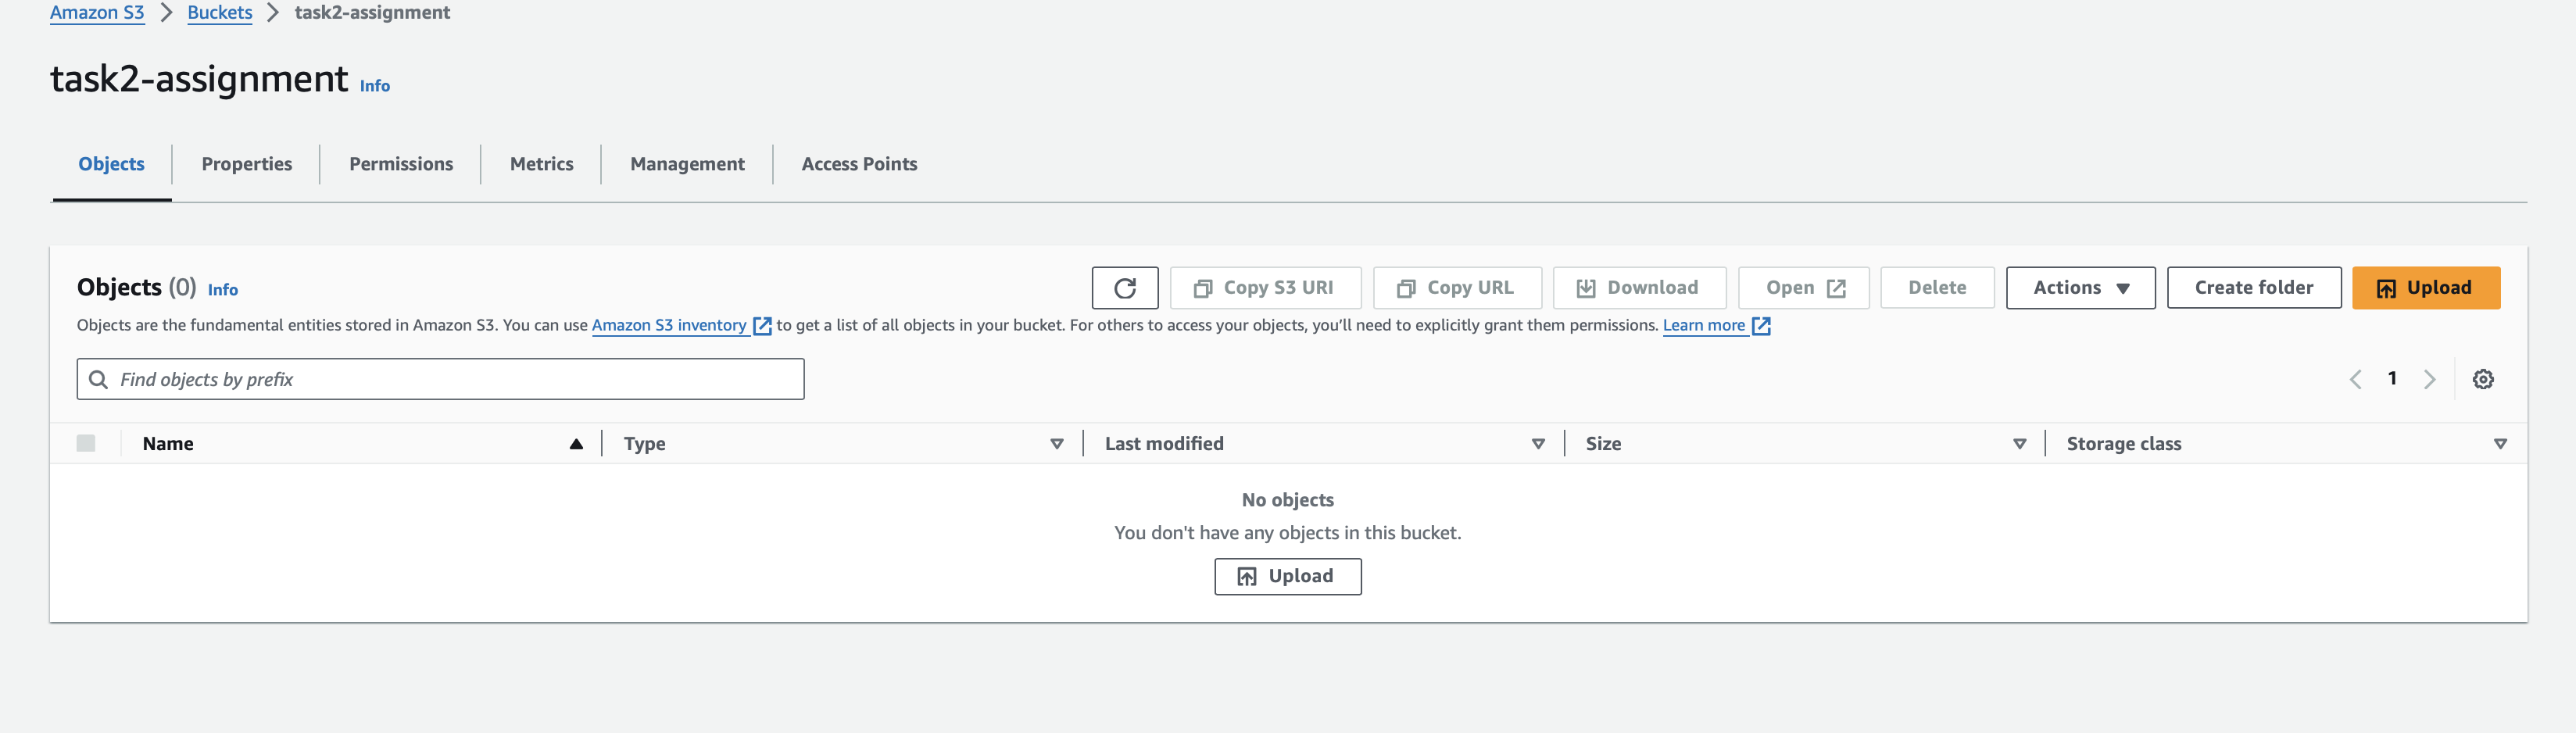 Amazon S3 > Buckets > task2-assignment
task2-assignment Info
Objects Properties Permissions Metrics Management Access Points
Objects (0) Info Copy S3 URI Copy URL Download Open Delete Actions Create folder Upload
Objects are the fundamental entities stored in Amazon S3. You can use Amazon S3 inventory to get a list of all objects in your bucket. For others to access your objects, you’ll need to explicitly grant them permissions. Learn more
Find objects by prefix 1
Name Type Last modified Size Storage class
No objects
You don't have any objects in this bucket.
Upload